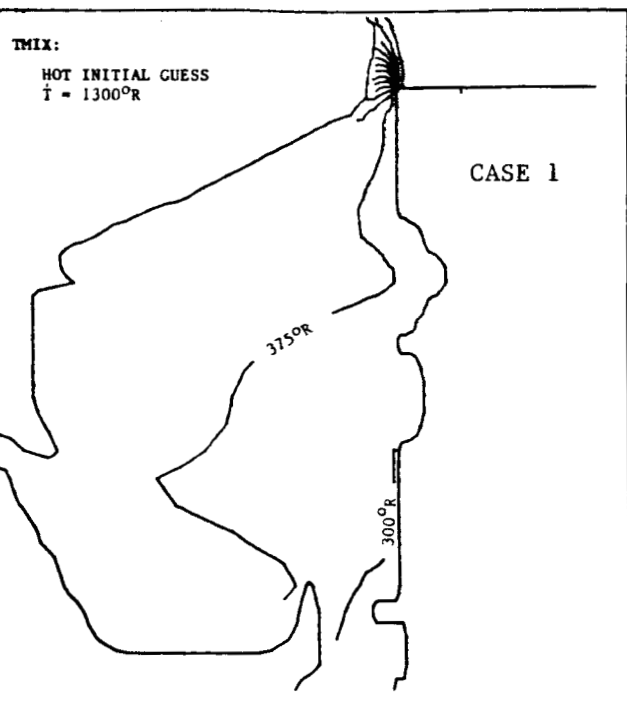 TMIX:
HOT INITIAL GUESS
Ṫ = 1300°R
CASE 1
375°R
300°R